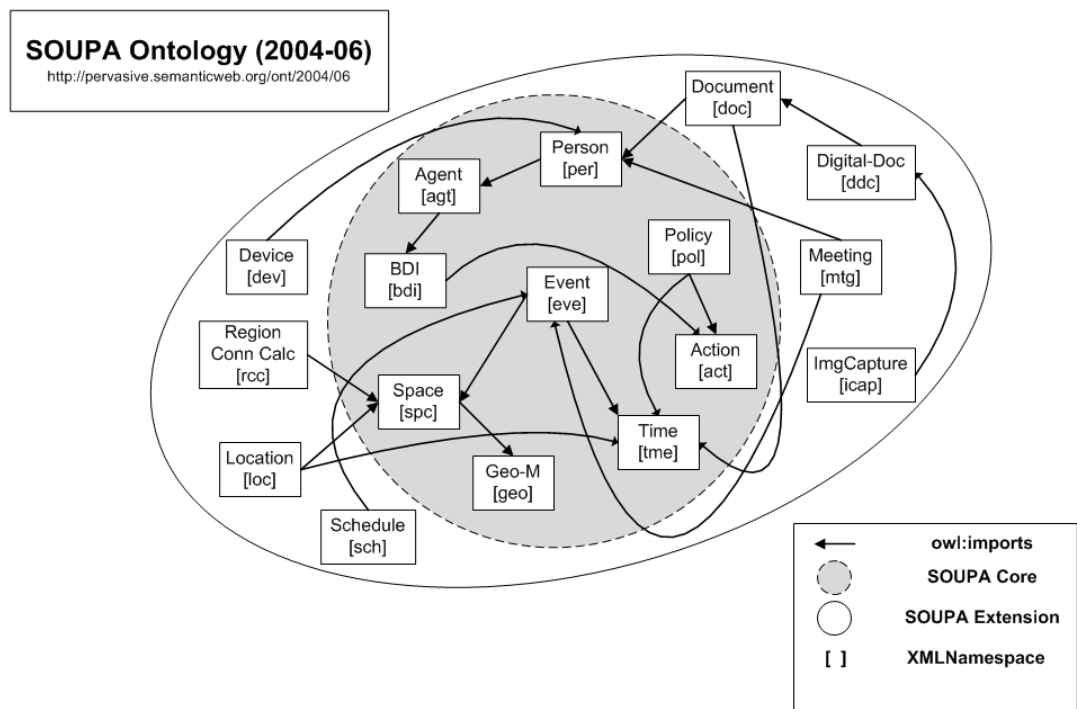 SOUPA Ontology (2004-06)
http://pervasive.semanticweb.org/ont/2004/06
Document
[doc]
Person
[per]
Digital-Doc
[ddc]
Agent
[agt]
Policy
[pol]
Device
[dev]
BDI
[bdi]
Event
[eve]
Meeting
[mtg]
Region
Conn Calc
[rcc]
Action
[act]
ImgCapture
[icap]
Space
[spc]
Time
[tme]
Location
[loc]
Geo-M
[geo]
Schedule
[sch]
owl:imports
SOUPA Core
SOUPA Extension
[ ] XMLNamespace